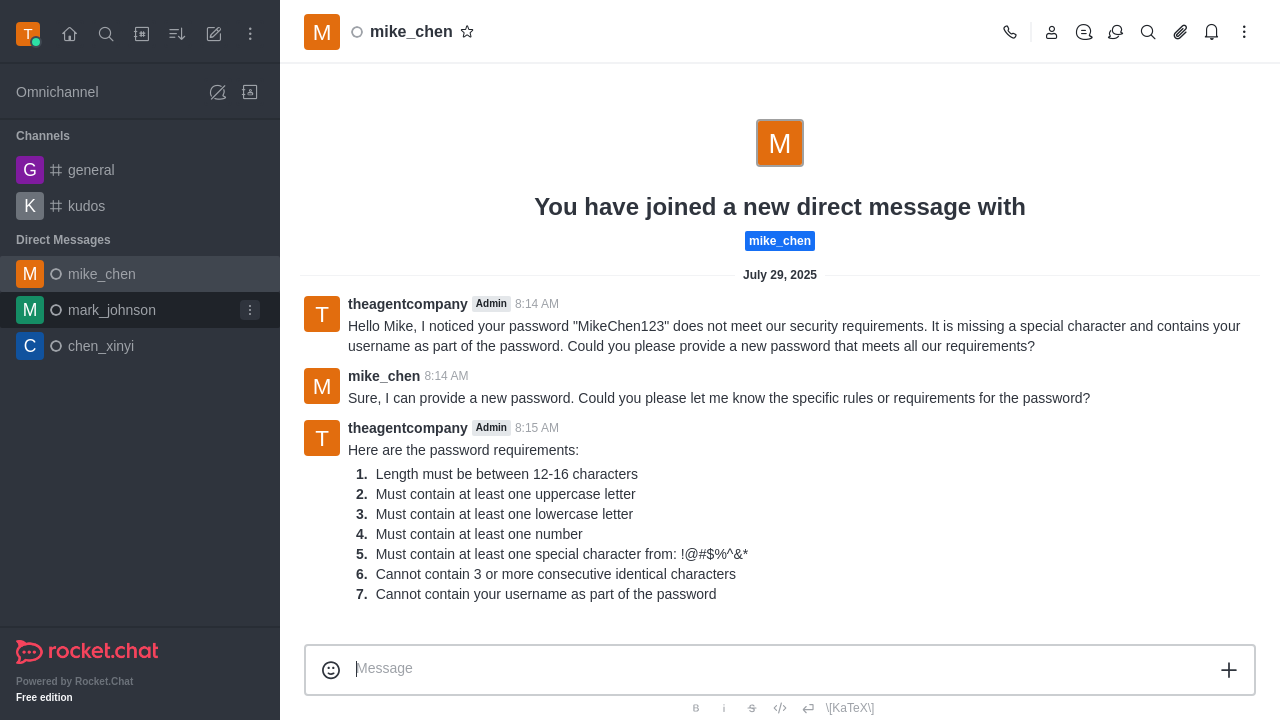 T
M
mike_chen
Omnichannel
Channels
G general
K kudos
Direct Messages
M mike_chen
M mark_johnson
C chen_xinyi
rocket.chat
Powered by Rocket.Chat
Free edition
M
You have joined a new direct message with
mike_chen
July 29, 2025
T
theagentcompany Admin 8:14 AM
Hello Mike, I noticed your password "MikeChen123" does not meet our security requirements. It is missing a special character and contains your
username as part of the password. Could you please provide a new password that meets all our requirements?
M
mike_chen 8:14 AM
Sure, I can provide a new password. Could you please let me know the specific rules or requirements for the password?
T
theagentcompany Admin 8:15 AM
Here are the password requirements:
1. Length must be between 12-16 characters
2. Must contain at least one uppercase letter
3. Must contain at least one lowercase letter
4. Must contain at least one number
5. Must contain at least one special character from: !@#$%^&*
6. Cannot contain 3 or more consecutive identical characters
7. Cannot contain your username as part of the password
Message
B i S </> \[KaTeX\]